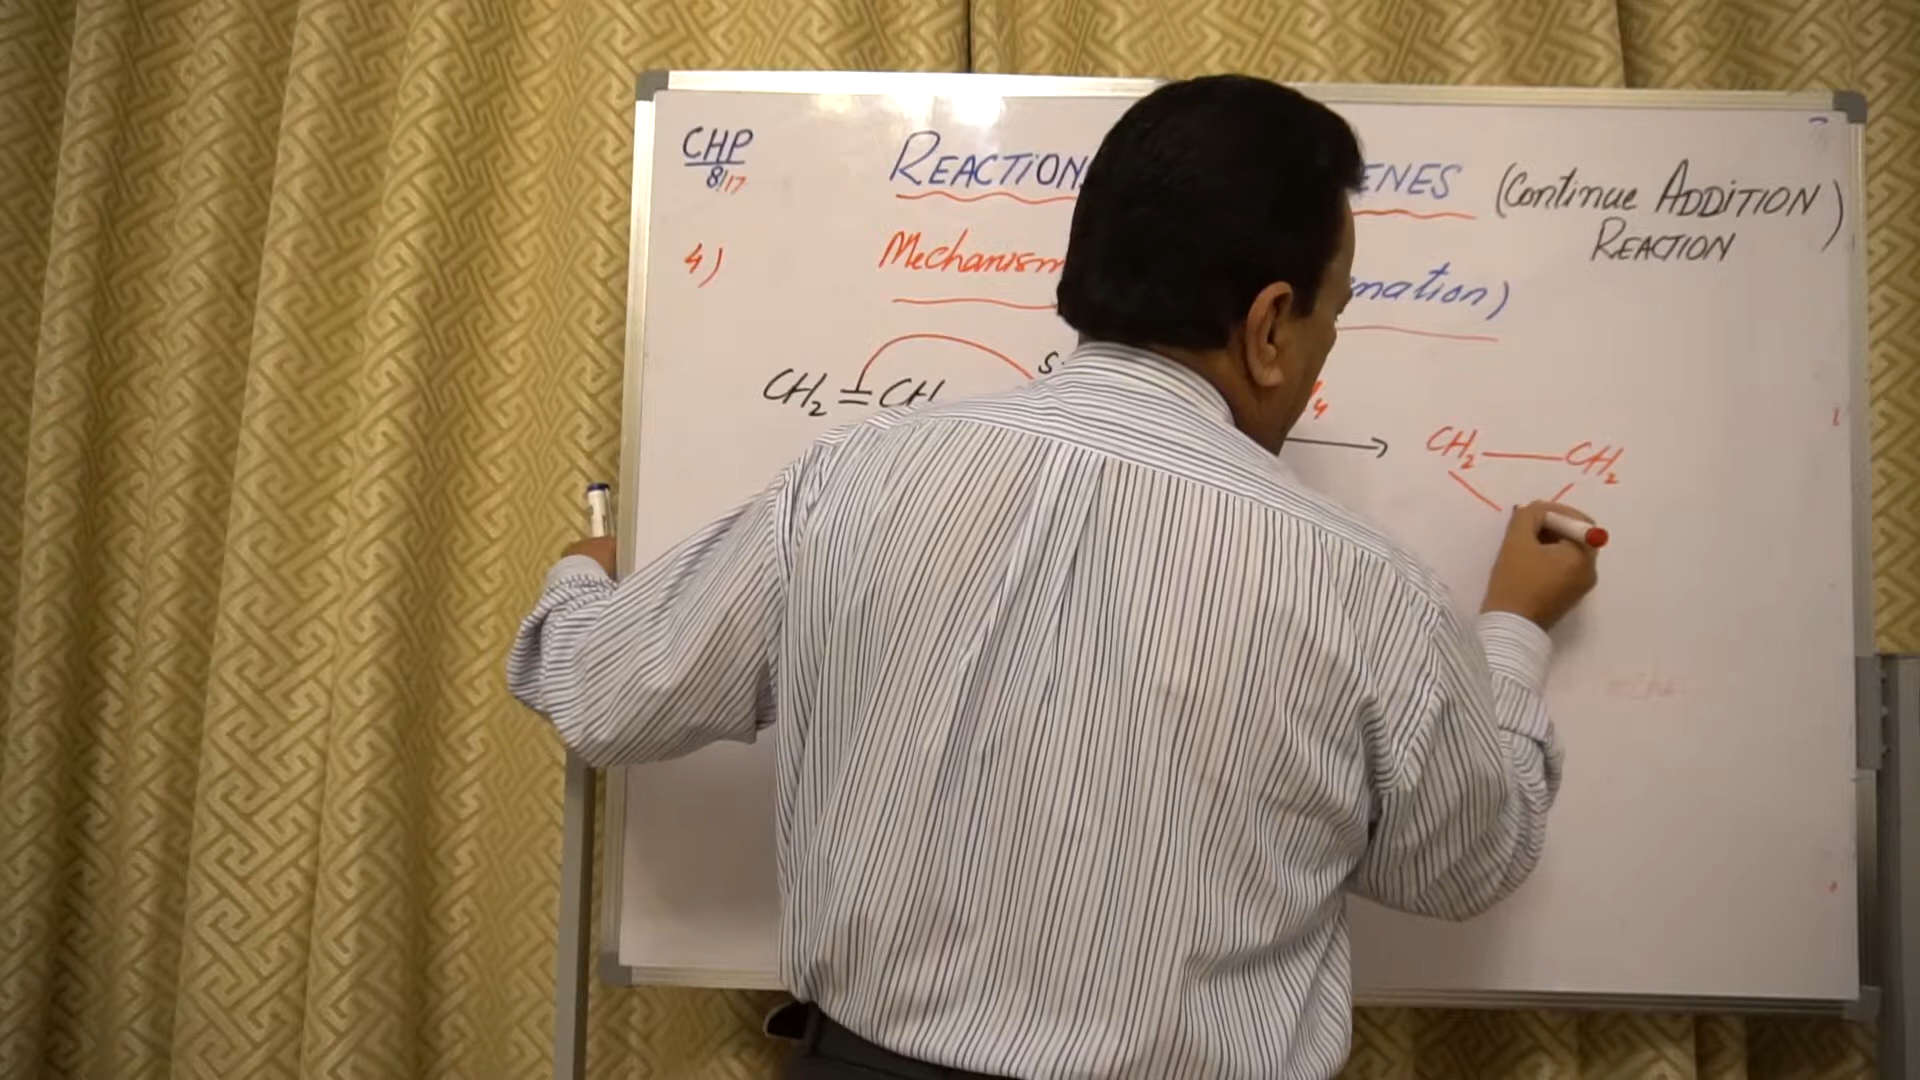 CHP
8/17
REACTION ENES (Continue ADDITION)
REACTION
4) Mechanism mation)
CH2 = CH
CH2 — CH2